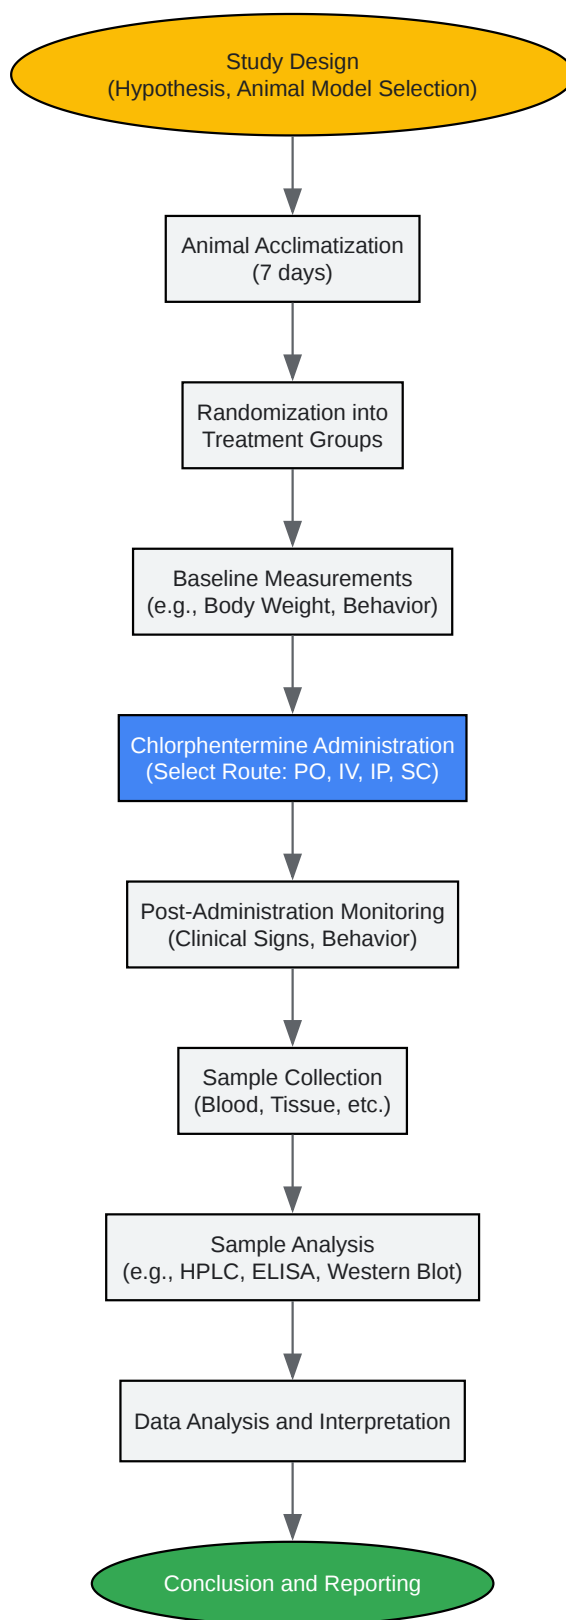 Study Design
(Hypothesis, Animal Model Selection)
Animal Acclimatization
(7 days)
Randomization into
Treatment Groups
Baseline Measurements
(e.g., Body Weight, Behavior)
Chlorphentermine Administration
(Select Route: PO, IV, IP, SC)
Post-Administration Monitoring
(Clinical Signs, Behavior)
Sample Collection
(Blood, Tissue, etc.)
Sample Analysis
(e.g., HPLC, ELISA, Western Blot)
Data Analysis and Interpretation
Conclusion and Reporting